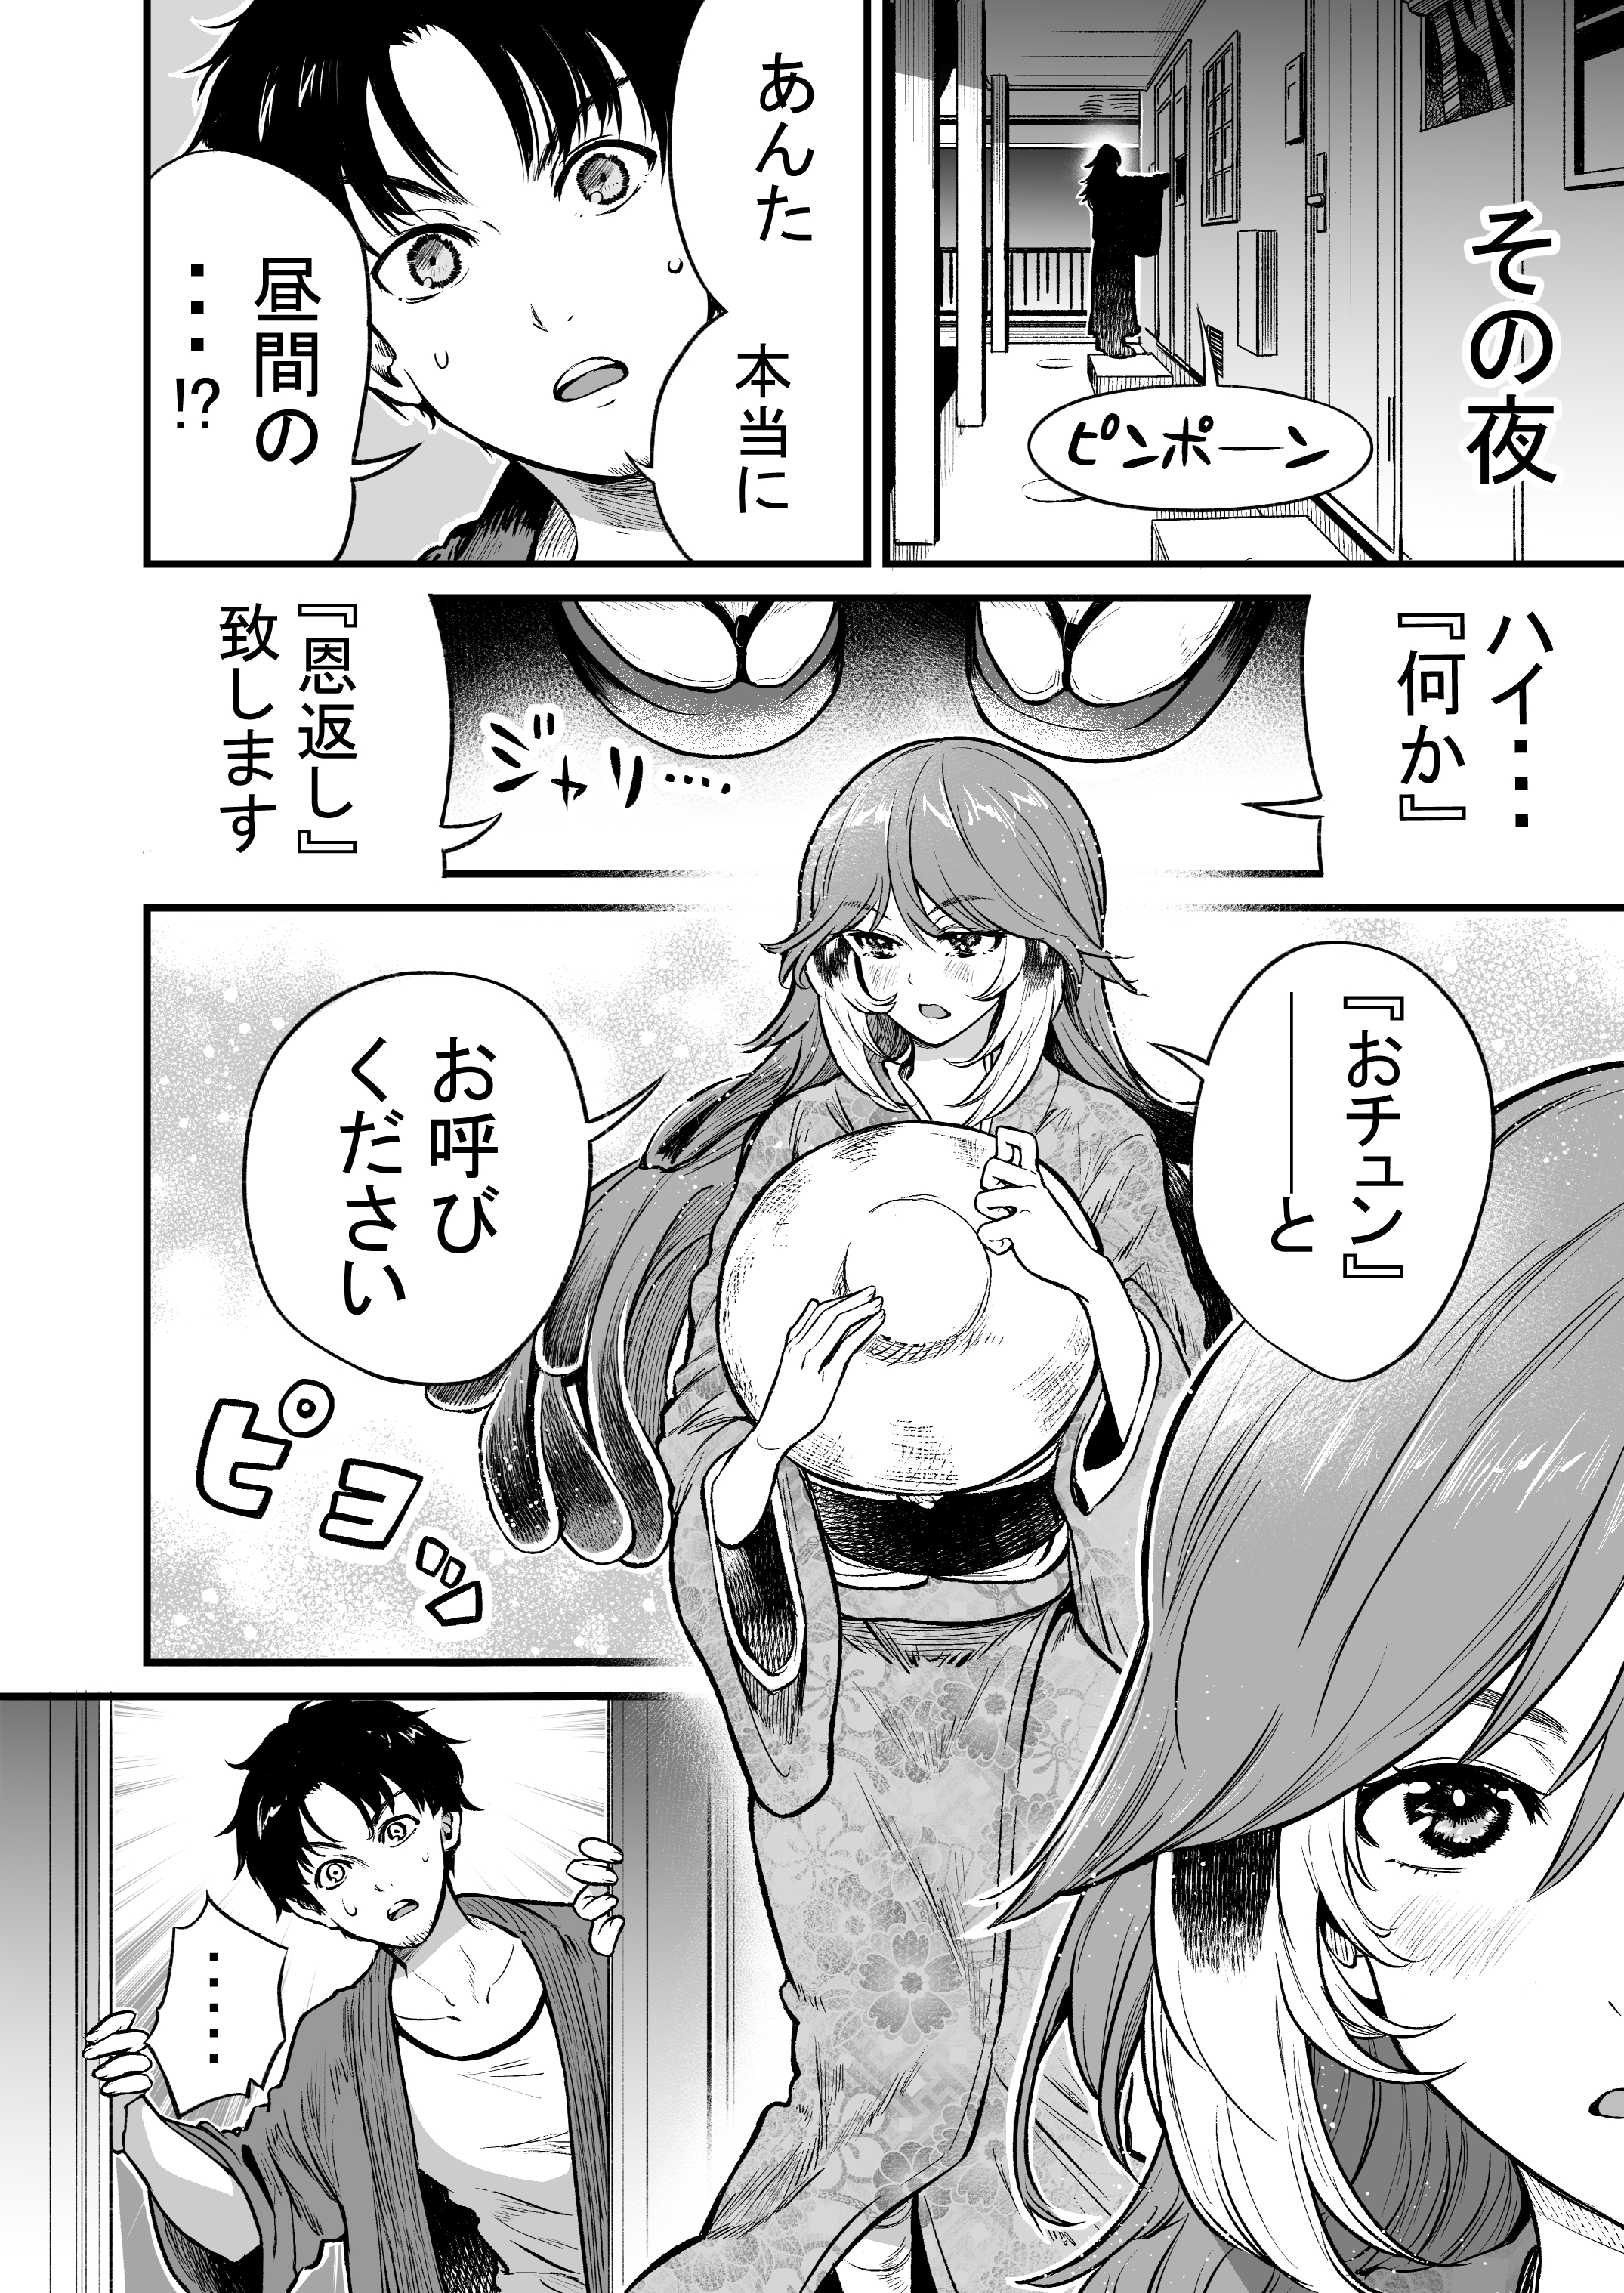 その夜
ピンポーン
あんた
本当に
昼間の
・・・!?
ハイ・・・
『何か』
『恩返し』
致します
ジャリ……
『おチュン』
――と
お呼び
ください
ピョッ
・・・・・